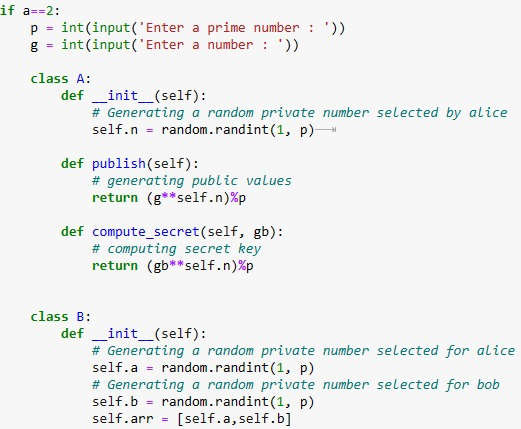 if a==2:
    p = int(input('Enter a prime number : '))
    g = int(input('Enter a number : '))

    class A:
        def __init__(self):
            # Generating a random private number selected by alice
            self.n = random.randint(1, p)

        def publish(self):
            # generating public values
            return (g**self.n)%p

        def compute_secret(self, gb):
            # computing secret key
            return (gb**self.n)%p


    class B:
        def __init__(self):
            # Generating a random private number selected for alice
            self.a = random.randint(1, p)
            # Generating a random private number selected for bob
            self.b = random.randint(1, p)
            self.arr = [self.a,self.b]